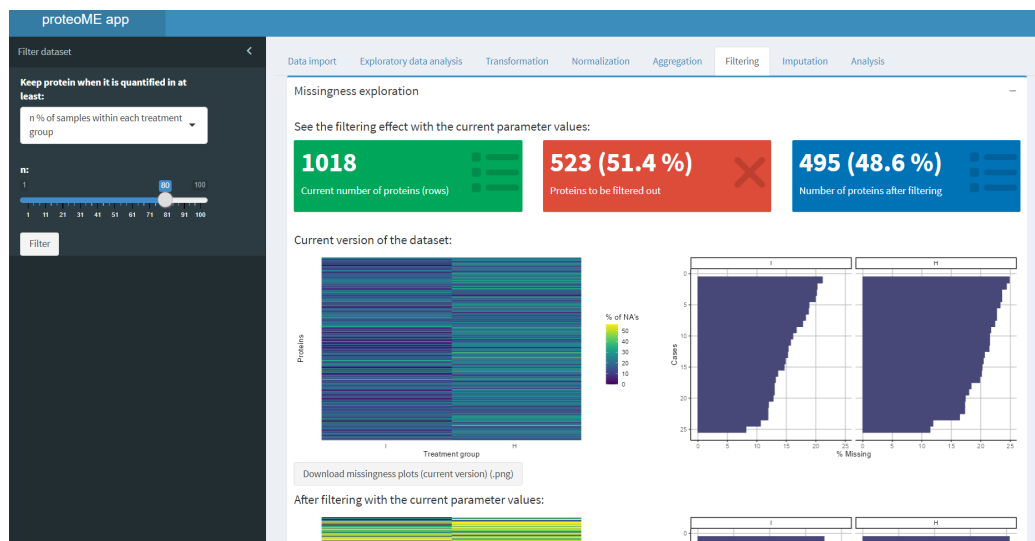 proteoME app
Filter dataset
Keep protein when it is quantified in at
least:
n % of samples within each treatment
group
n:
1 80 100
1 11 21 31 41 51 61 71 81 91 100
Filter
Data import Exploratory data analysis Transformation Normalization Aggregation Filtering Imputation Analysis
Missingness exploration
See the filtering effect with the current parameter values:
1018
Current number of proteins (rows)
523 (51.4 %)
Proteins to be filtered out
495 (48.6 %)
Number of proteins after filtering
Current version of the dataset:
Proteins
I H
Treatment group
% of NA's
50
40
30
20
10
0
I H
Cases
0
5
10
15
20
25
0 5 10 15 20 25 0 5 10 15 20 25
% Missing
Download missingness plots (current version) (.png)
After filtering with the current parameter values:
I H
0